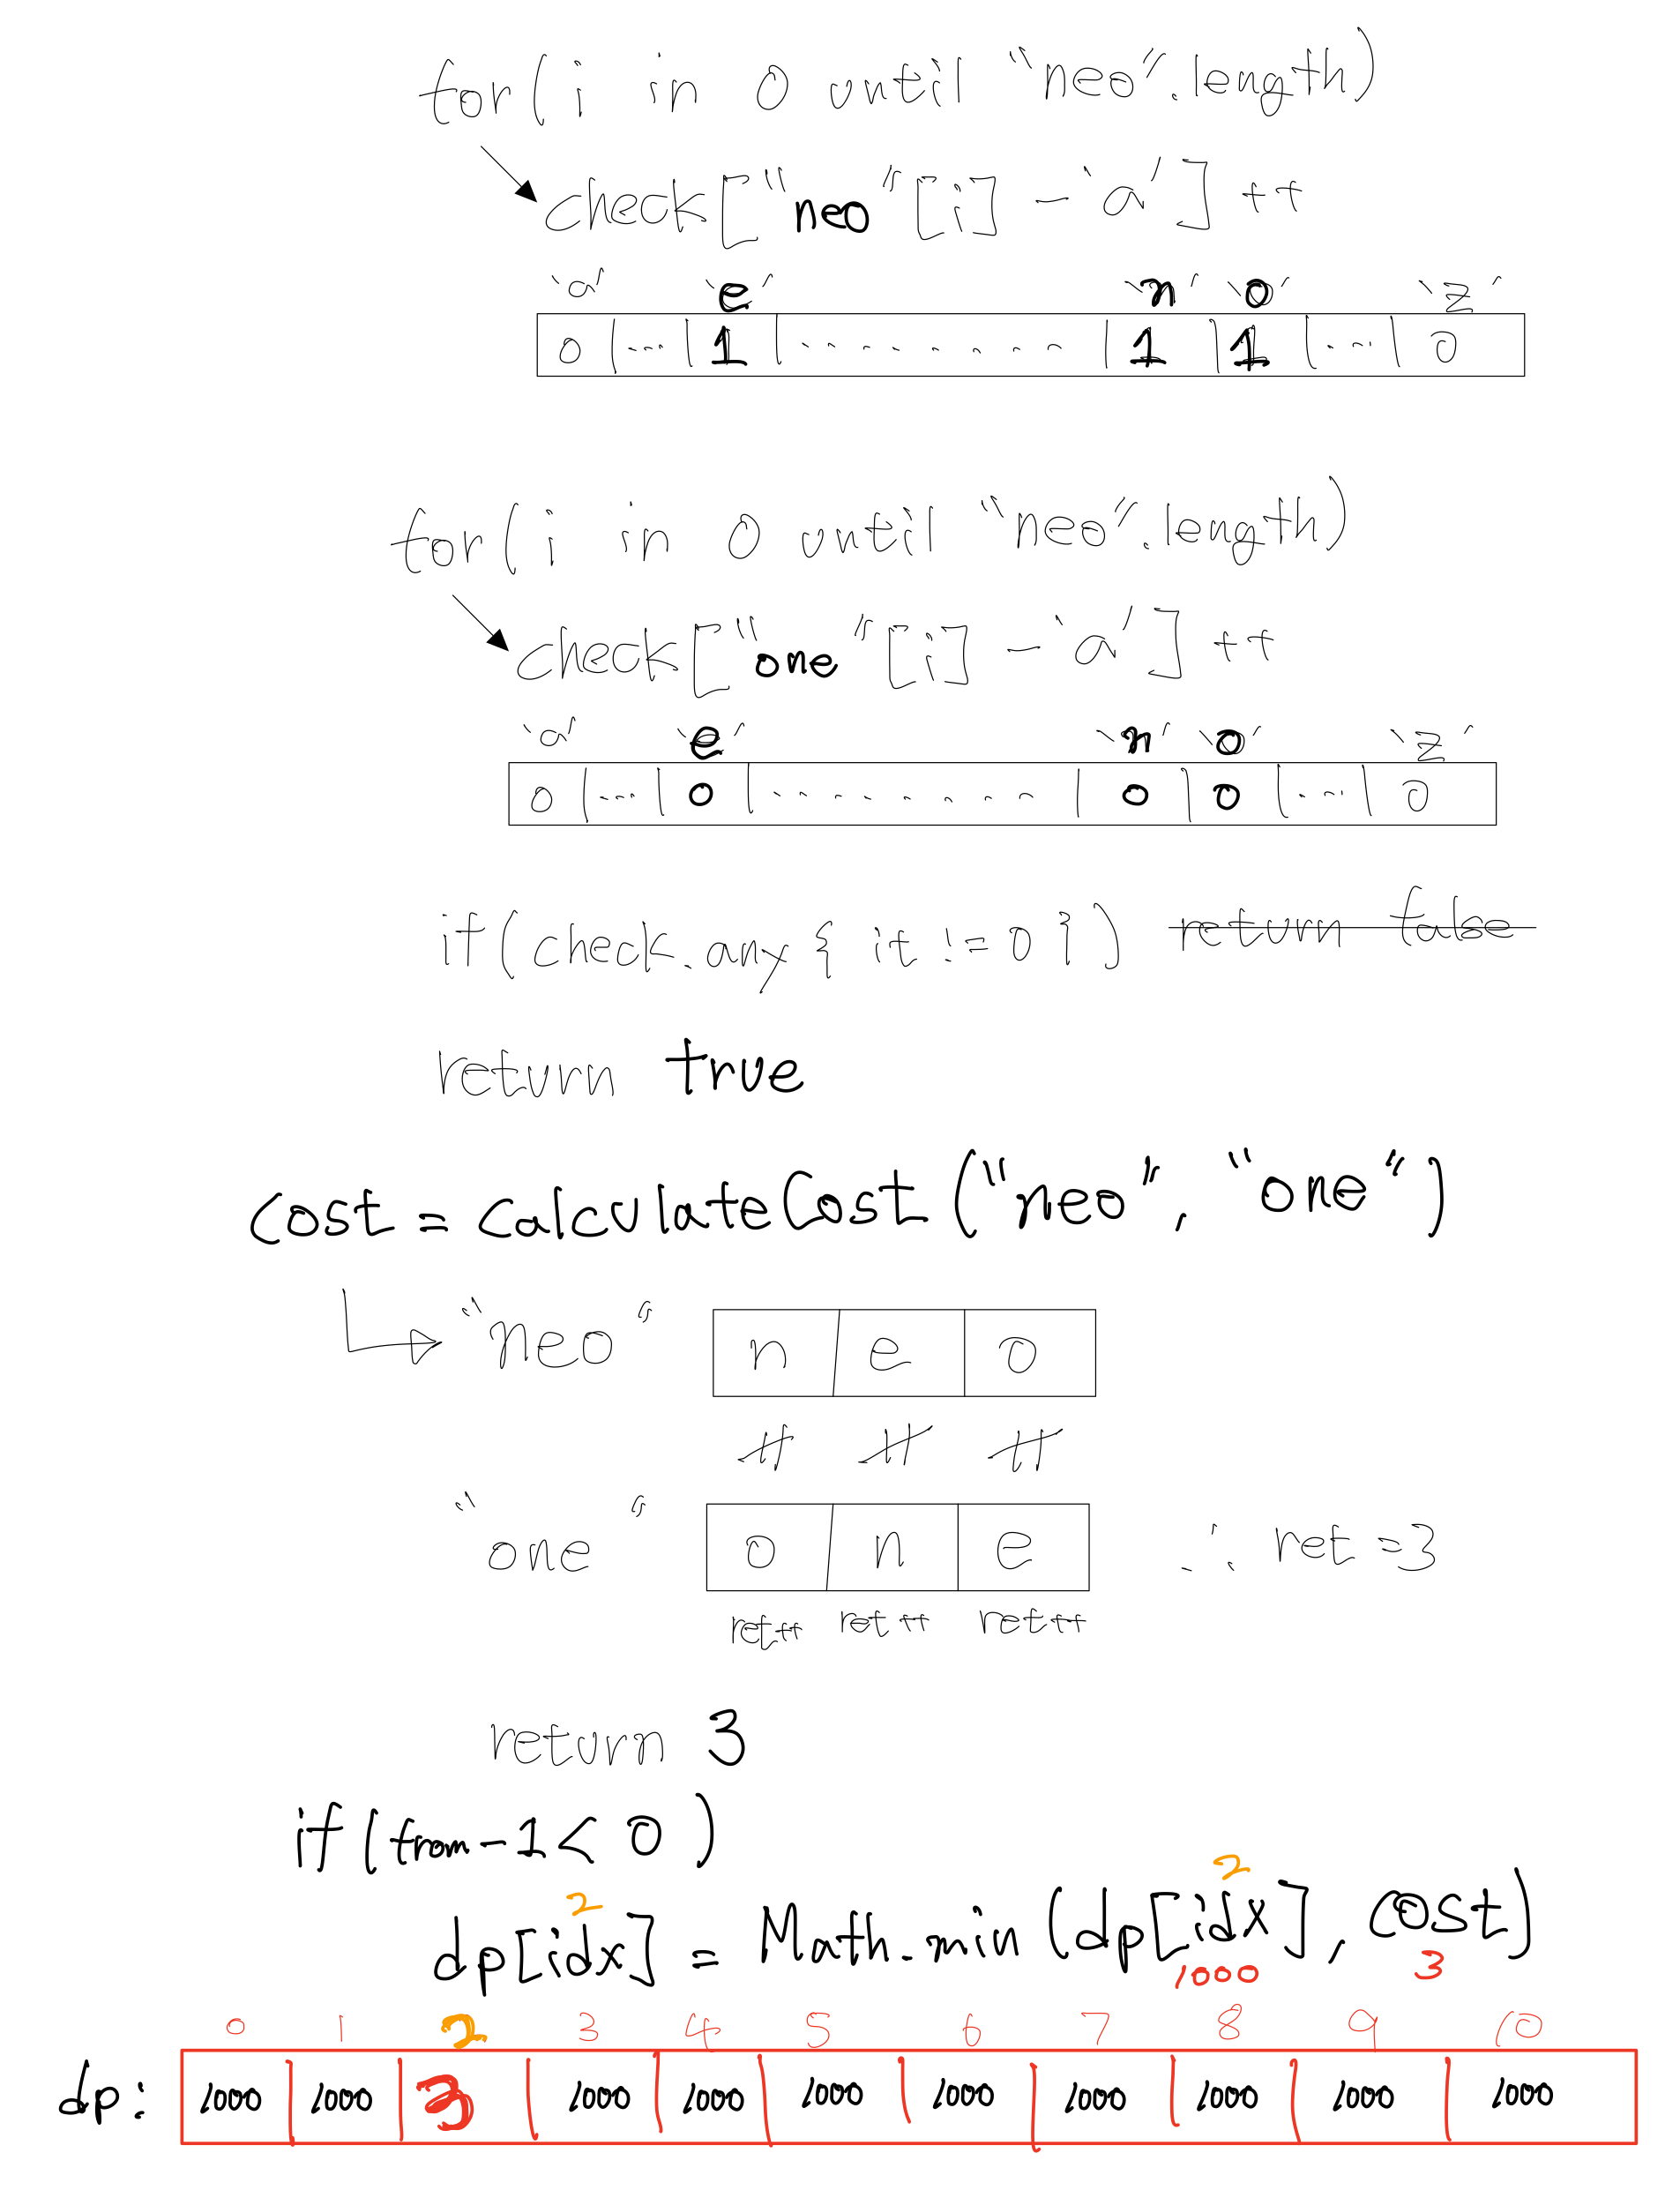 for(i in 0 until "neo".length)
check["neo"[i] - 'a'] ++
'a' 'e' 'n' 'o' 'z'
0 ... 1 ......... 1 1 ... 0
for(i in 0 until "neo".length)
check["one"[i] - 'a'] ++
'a' 'e' 'n' 'o' 'z'
0 ... 0 ......... 0 0 ... 0
if(check.any { it != 0 }) return false
return true
cost = calculateCost("neo", "one")
"neo" n e o
≠ ≠ ≠
"one" o n e ∴ ret = 3
ret++ ret++ ret++
return 3
if(from-1 < 0)
2 2
dp[idx] = Math.min(dp[idx], cost)
1000 3
0 1 2 3 4 5 6 7 8 9 10
dp: 1000 1000 3 1000 1000 1000 1000 1000 1000 1000 1000